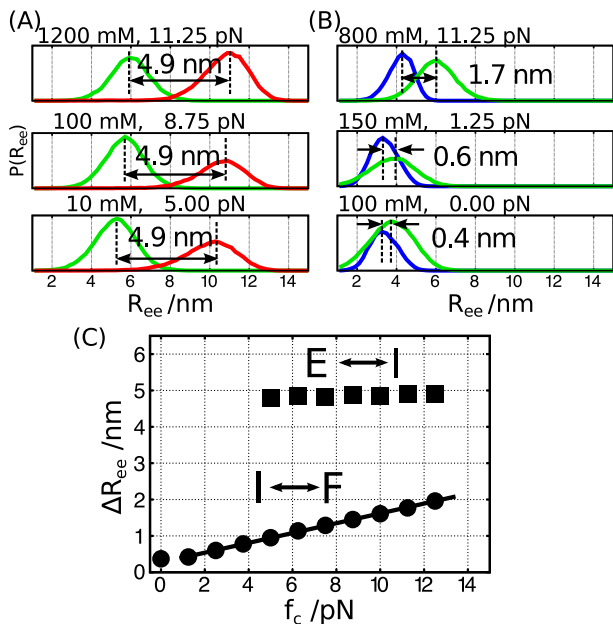 (A)
1200 mM, 11.25 pN
4.9 nm
100 mM, 8.75 pN
4.9 nm
10 mM, 5.00 pN
4.9 nm
P(Ree)
2 4 6 8 10 12 14
Ree /nm
(B)
800 mM, 11.25 pN
1.7 nm
150 mM, 1.25 pN
0.6 nm
100 mM, 0.00 pN
0.4 nm
2 4 6 8 10 12 14
Ree /nm
(C)
E I
I F
6
5
4
3
2
1
0
ΔRee /nm
0 2 4 6 8 10 12 14
fc /pN